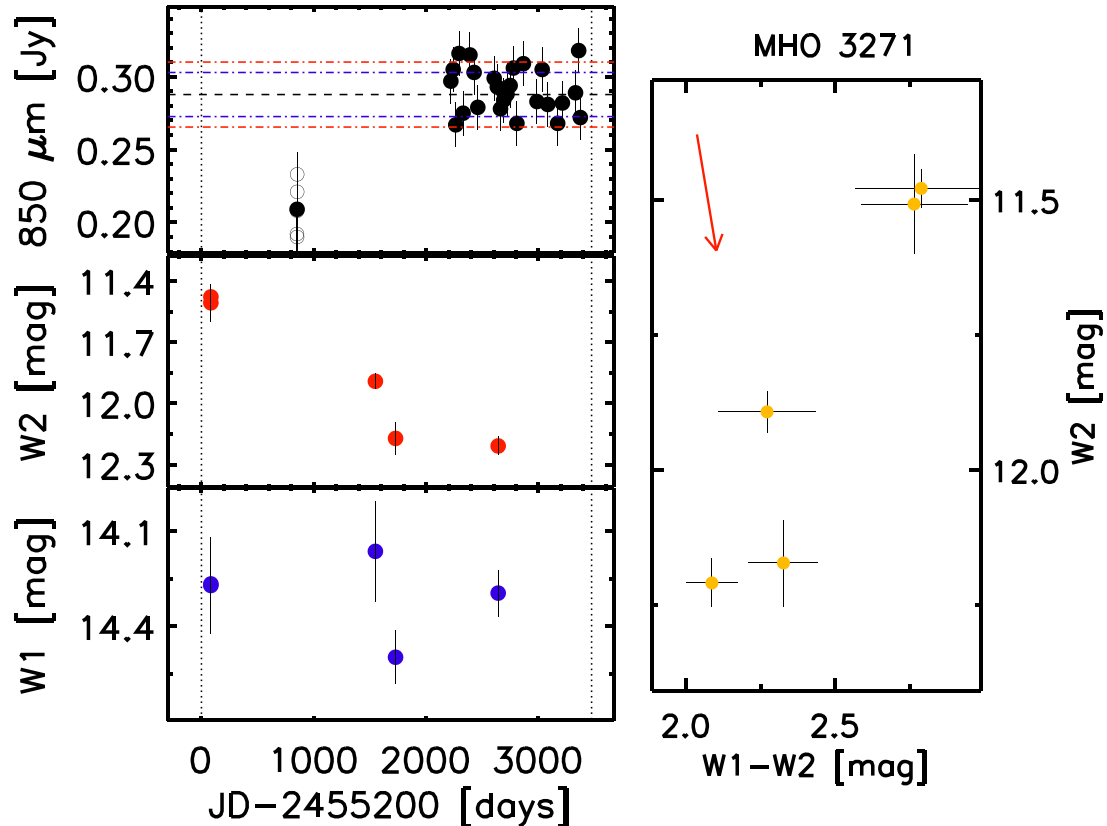 850 μm [Jy]
0.30
0.25
0.20
W2 [mag]
11.4
11.7
12.0
12.3
W1 [mag]
14.1
14.4
0 1000 2000 3000
JD−2455200 [days]
MHO 3271
11.5
12.0
W2 [mag]
2.0 2.5
W1−W2 [mag]